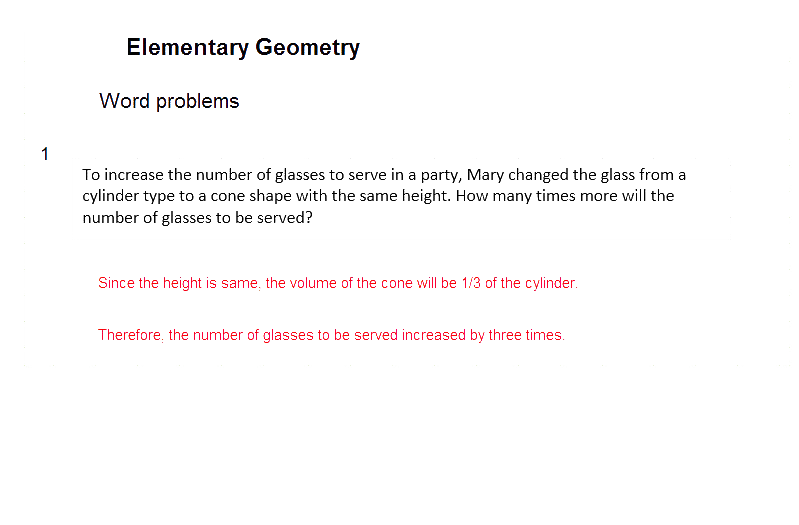 Elementary Geometry
Word problems
1
To increase the number of glasses to serve in a party, Mary changed the glass from a
cylinder type to a cone shape with the same height. How many times more will the
number of glasses to be served?
Since the height is same, the volume of the cone will be 1/3 of the cylinder.
Therefore, the number of glasses to be served increased by three times.